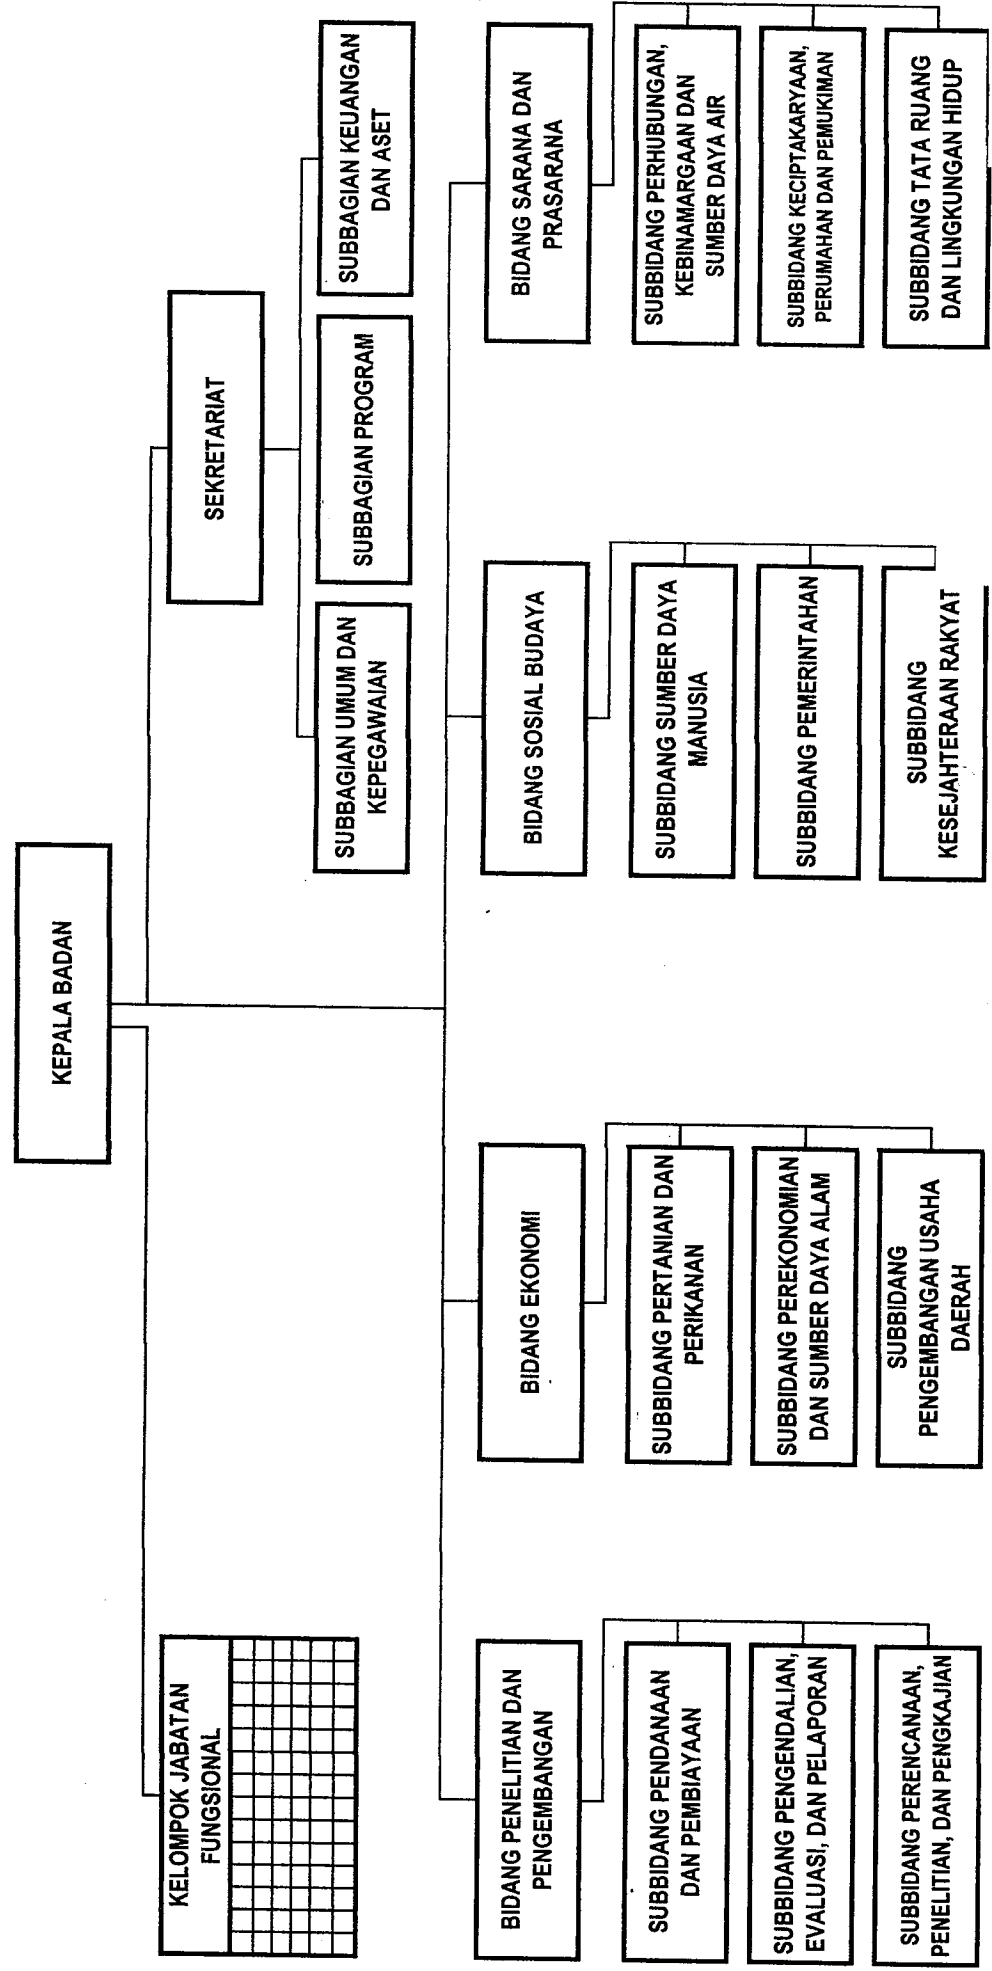 KEPALA BADAN
KELOMPOK JABATAN
FUNGSIONAL
SEKRETARIAT
SUBBAGIAN UMUM DAN
KEPEGAWAIAN
SUBBAGIAN PROGRAM
SUBBAGIAN KEUANGAN
DAN ASET
BIDANG PENELITIAN DAN
PENGEMBANGAN
SUBBIDANG PENDANAAN
DAN PEMBIAYAAN
SUBBIDANG PENGENDALIAN,
EVALUASI, DAN PELAPORAN
SUBBIDANG PERENCANAAN,
PENELITIAN, DAN PENGKAJIAN
BIDANG EKONOMI
SUBBIDANG PERTANIAN DAN
PERIKANAN
SUBBIDANG PEREKONOMIAN
DAN SUMBER DAYA ALAM
SUBBIDANG
PENGEMBANGAN USAHA
DAERAH
BIDANG SOSIAL BUDAYA
SUBBIDANG SUMBER DAYA
MANUSIA
SUBBIDANG PEMERINTAHAN
SUBBIDANG
KESEJAHTERAAN RAKYAT
BIDANG SARANA DAN
PRASARANA
SUBBIDANG PERHUBUNGAN,
KEBINAMARGAAN DAN
SUMBER DAYA AIR
SUBBIDANG KECIPTAKARYAAN,
PERUMAHAN DAN PEMUKIMAN
SUBBIDANG TATA RUANG
DAN LINGKUNGAN HIDUP